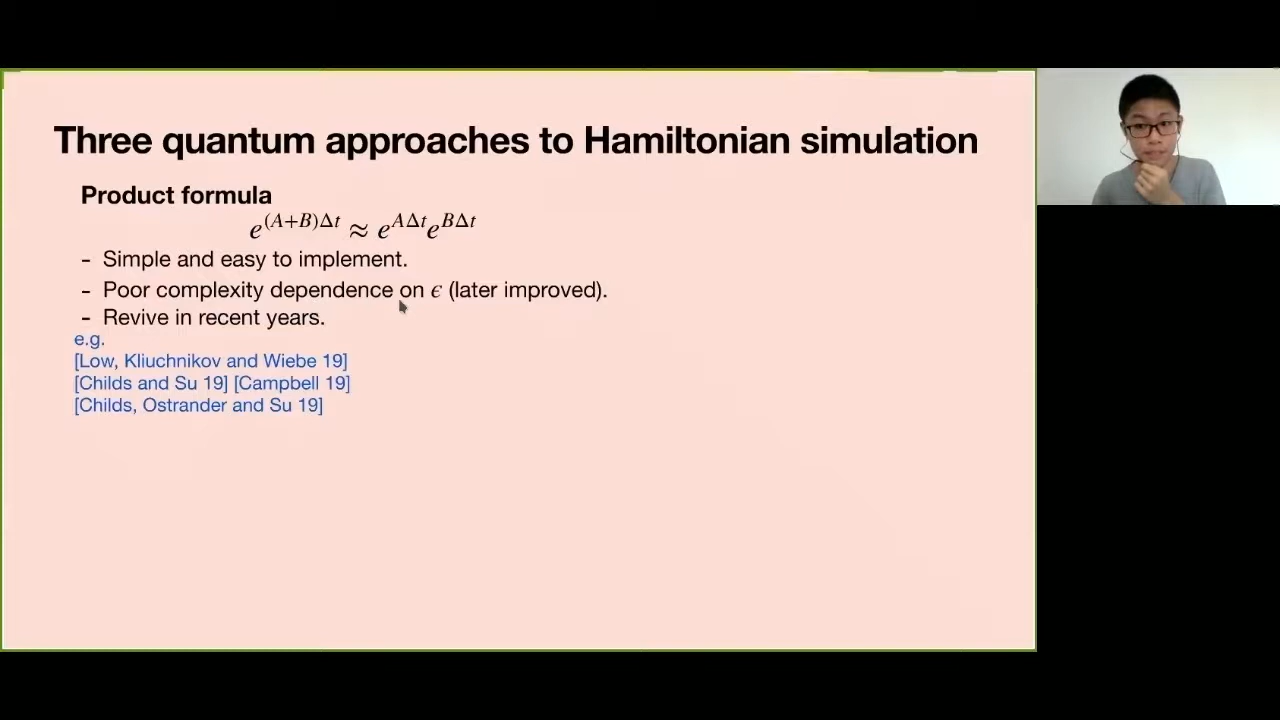 Three quantum approaches to Hamiltonian simulation
Product formula
e^{(A+B)Δt} ≈ e^{AΔt}e^{BΔt}
- Simple and easy to implement.
- Poor complexity dependence on ϵ (later improved).
- Revive in recent years.
e.g.
[Low, Kliuchnikov and Wiebe 19]
[Childs and Su 19] [Campbell 19]
[Childs, Ostrander and Su 19]